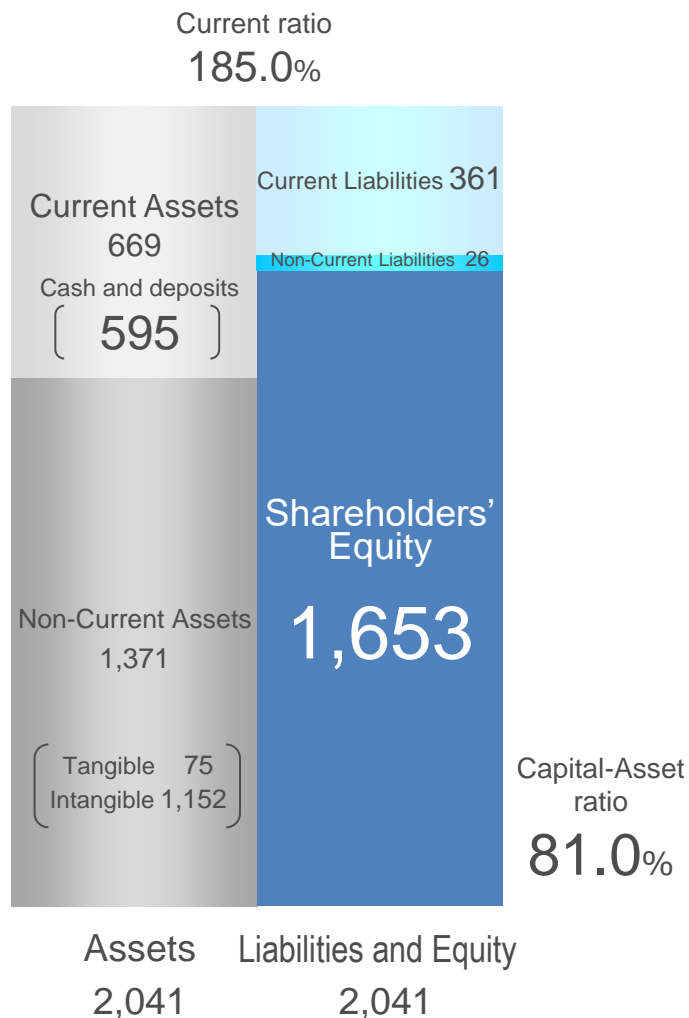 Current ratio
185.0%
Current Assets
669
Cash and deposits
595
Non-Current Assets
1,371
Tangible 75
Intangible 1,152
Current Liabilities 361
Non-Current Liabilities 26
Shareholders’
Equity
1,653
Capital-Asset
ratio
81.0%
Assets
2,041
Liabilities and Equity
2,041